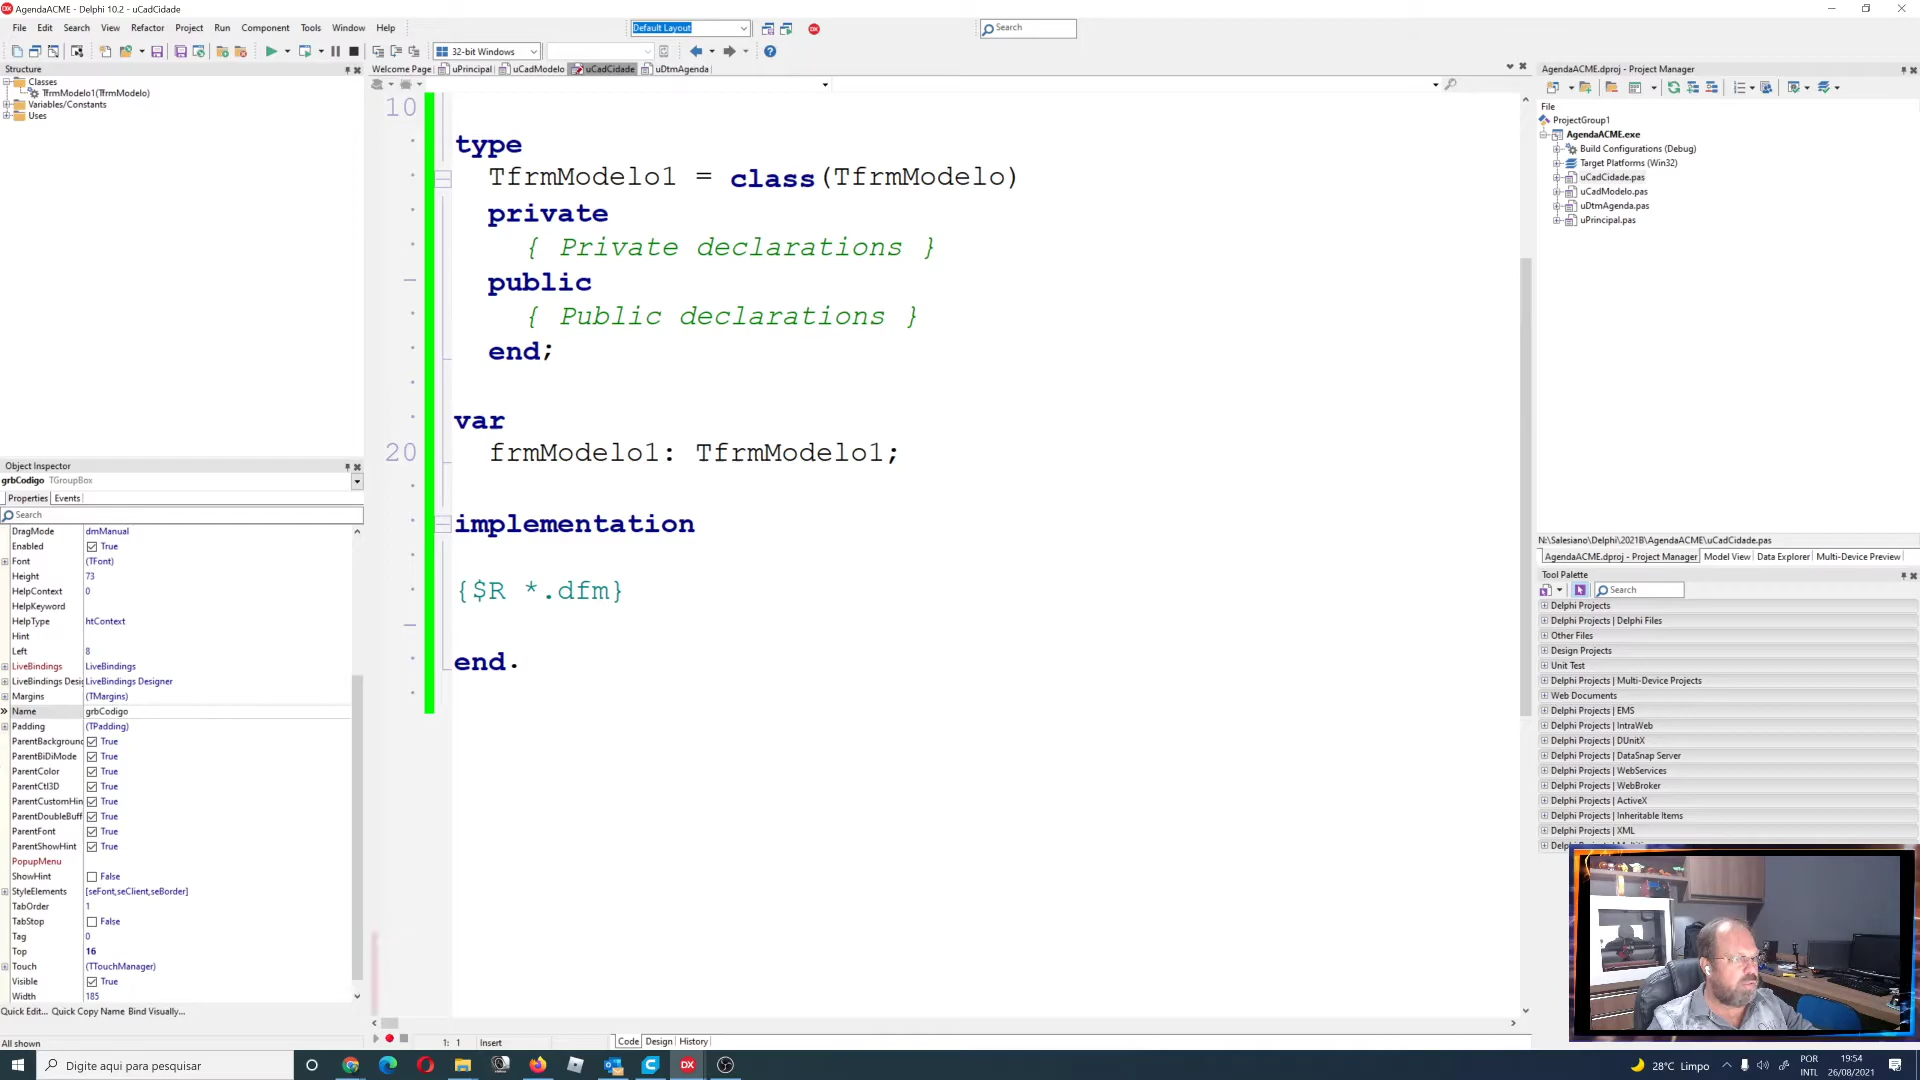 AgendaACME - Delphi 10.2 - uCadCidade
File Edit Search View Refactor Project Run Component Tools Window Help
Default Layout
Search
32-bit Windows
Structure
Classes
TfrmModelo1(TfrmModelo)
Variables/Constants
Uses
Welcome Page uPrincipal uCadModelo uCadCidade uDtmAgenda
10
type
TfrmModelo1 = class(TfrmModelo)
private
{ Private declarations }
public
{ Public declarations }
end;
var
20 frmModelo1: TfrmModelo1;
implementation
{$R *.dfm}
end.
1: 1 Insert
Code Design History
Object Inspector
grbCodigo TGroupBox
Properties Events
Search
DragMode dmManual
Enabled True
Font (TFont)
Height 73
HelpContext 0
HelpKeyword
HelpType htContext
Hint
Left 8
LiveBindings LiveBindings
LiveBindings Desi LiveBindings Designer
Margins (TMargins)
Name grbCodigo
Padding (TPadding)
ParentBackground True
ParentBiDiMode True
ParentColor True
ParentCtl3D True
ParentCustomHin True
ParentDoubleBuff True
ParentFont True
ParentShowHint True
PopupMenu
ShowHint False
StyleElements [seFont,seClient,seBorder]
TabOrder 1
TabStop False
Tag 0
Top 16
Touch (TTouchManager)
Visible True
Width 185
Quick Edit... Quick Copy Name Bind Visually...
All shown
AgendaACME.dproj - Project Manager
File
ProjectGroup1
AgendaACME.exe
Build Configurations (Debug)
Target Platforms (Win32)
uCadCidade.pas
uCadModelo.pas
uDtmAgenda.pas
uPrincipal.pas
N:\Salesiano\Delphi\2021B\AgendaACME\uCadCidade.pas
AgendaACME.dproj - Project Manager Model View Data Explorer Multi-Device Preview
Tool Palette
Search
Delphi Projects
Delphi Projects | Delphi Files
Other Files
Design Projects
Unit Test
Delphi Projects | Multi-Device Projects
Web Documents
Delphi Projects | EMS
Delphi Projects | IntraWeb
Delphi Projects | DUnitX
Delphi Projects | DataSnap Server
Delphi Projects | WebServices
Delphi Projects | WebBroker
Delphi Projects | ActiveX
Delphi Projects | Inheritable Items
Delphi Projects | XML
Digite aqui para pesquisar
28°C Limpo
POR
INTL
19:54
26/08/2021